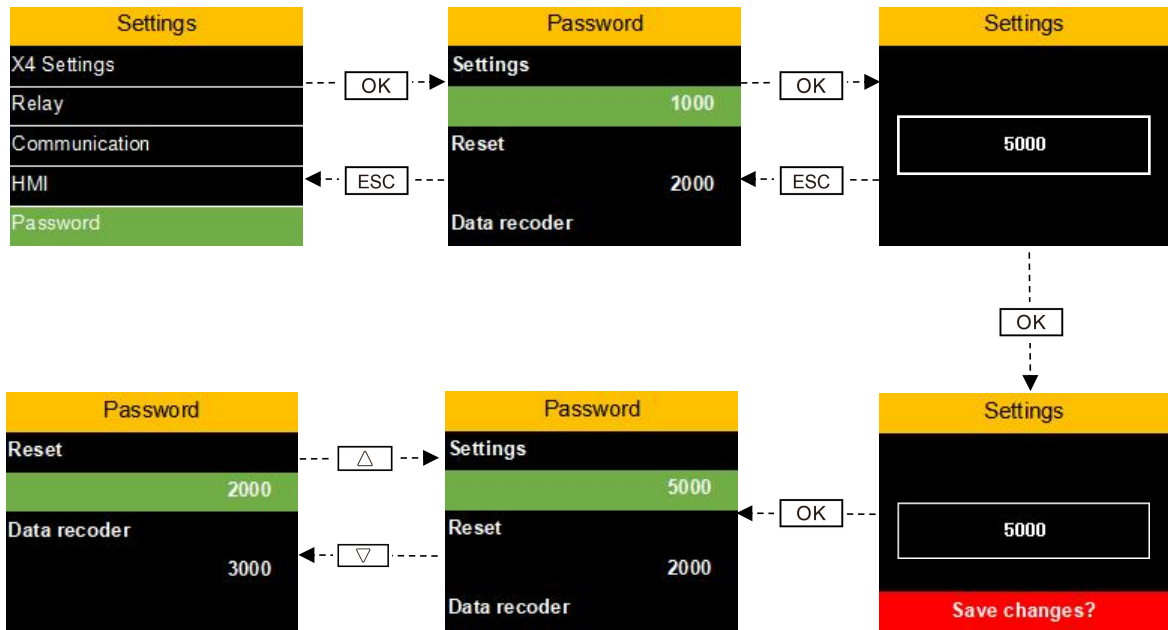 Settings
X4 Settings
Relay
Communication
HMI
Password
OK
ESC
Password
Settings
1000
Reset
2000
Data recoder
OK
ESC
Settings
5000
OK
Settings
5000
Save changes?
OK
Password
Settings
5000
Reset
2000
Data recoder
Password
Reset
2000
Data recoder
3000